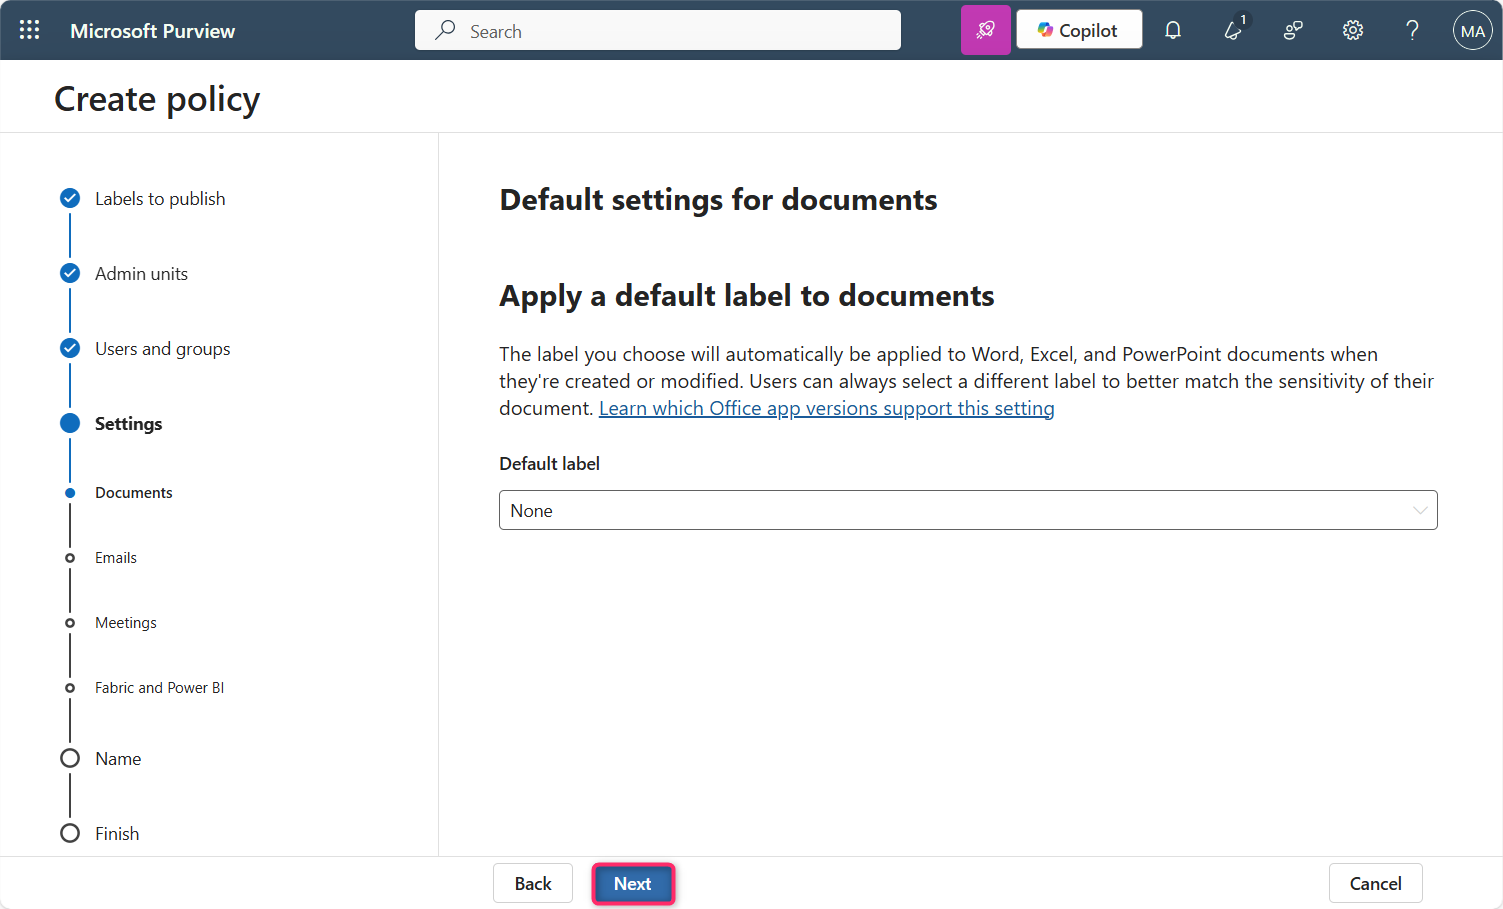 Microsoft Purview
Search
Copilot
1
?
MA
Create policy
Labels to publish
Admin units
Users and groups
Settings
Documents
Emails
Meetings
Fabric and Power BI
Name
Finish
Default settings for documents
Apply a default label to documents
The label you choose will automatically be applied to Word, Excel, and PowerPoint documents when
they're created or modified. Users can always select a different label to better match the sensitivity of their
document. Learn which Office app versions support this setting
Default label
None
Back
Next
Cancel